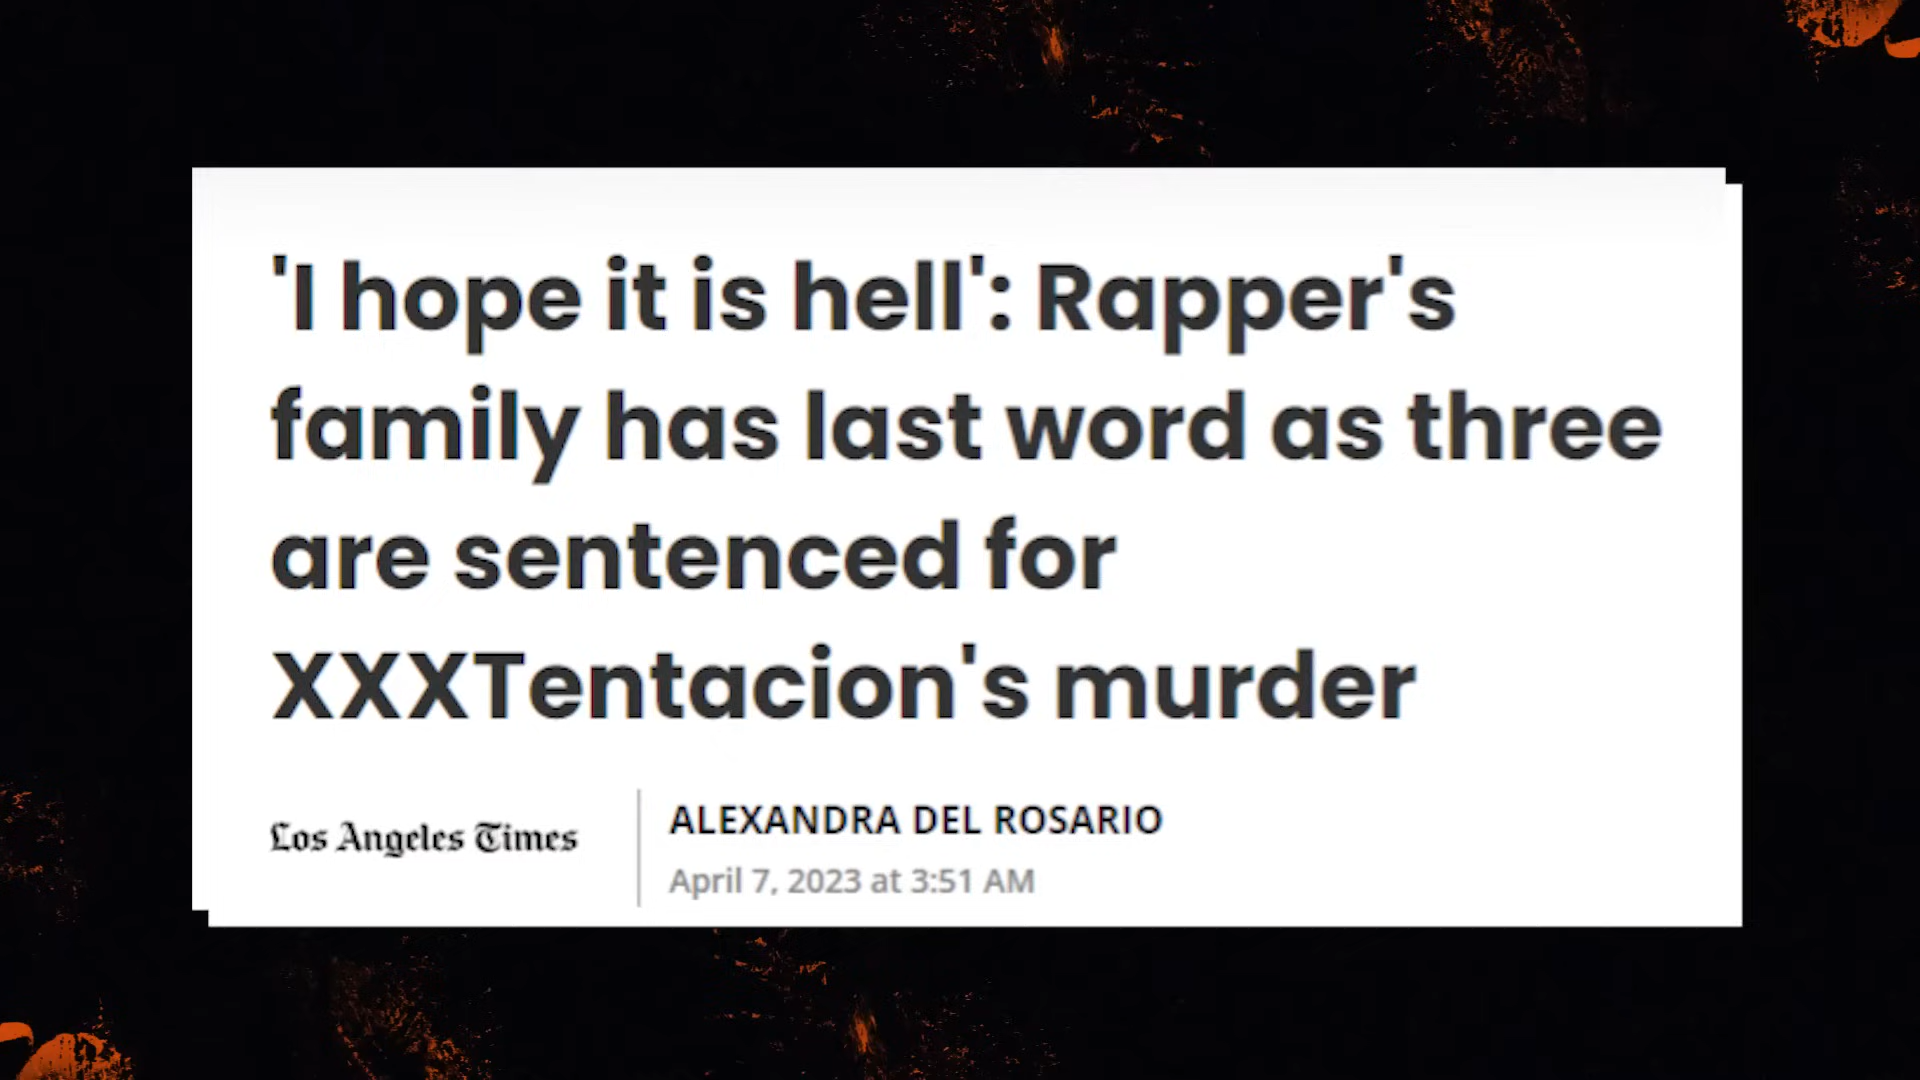 'I hope it is hell': Rapper's
family has last word as three
are sentenced for
XXXTentacion's murder
Los Angeles Times
ALEXANDRA DEL ROSARIO
April 7, 2023 at 3:51 AM